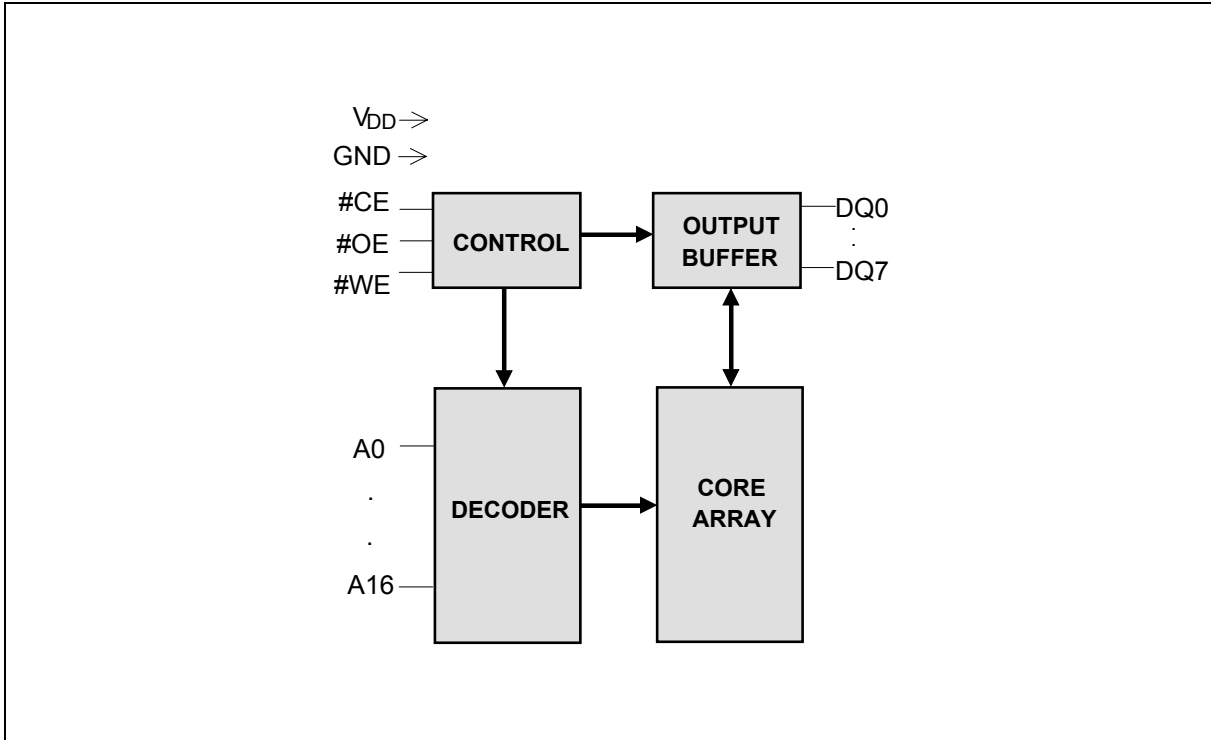 VDD
GND
#CE
#OE
#WE
CONTROL
OUTPUT
BUFFER
DQ0
.
.
DQ7
A0
.
.
A16
DECODER
CORE
ARRAY